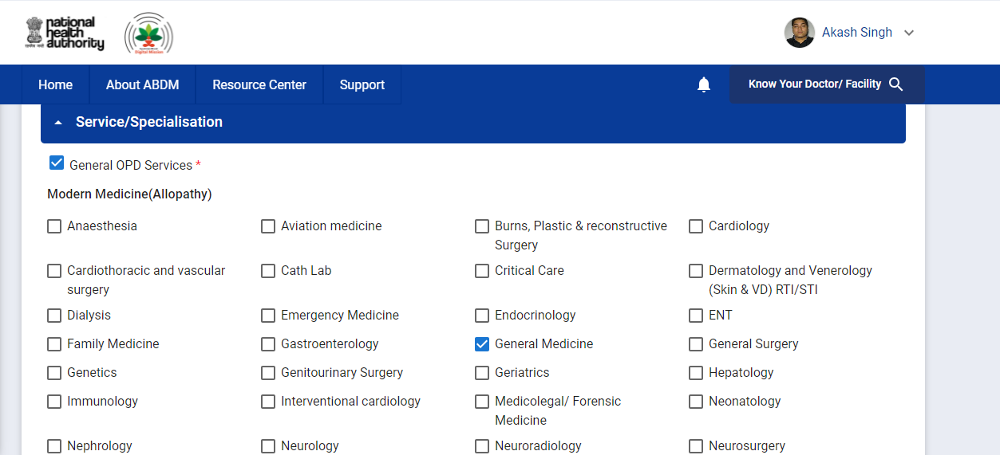 national
health
authority
Digital Mission
Akash Singh
Home About ABDM Resource Center Support Know Your Doctor/ Facility
Service/Specialisation
General OPD Services *
Modern Medicine(Allopathy)
Anaesthesia Aviation medicine Burns, Plastic & reconstructive Cardiology
Surgery
Cardiothoracic and vascular Cath Lab Critical Care Dermatology and Venerology
surgery (Skin & VD) RTI/STI
Dialysis Emergency Medicine Endocrinology ENT
Family Medicine Gastroenterology General Medicine General Surgery
Genetics Genitourinary Surgery Geriatrics Hepatology
Immunology Interventional cardiology Medicolegal/ Forensic Neonatology
Medicine
Nephrology Neurology Neuroradiology Neurosurgery